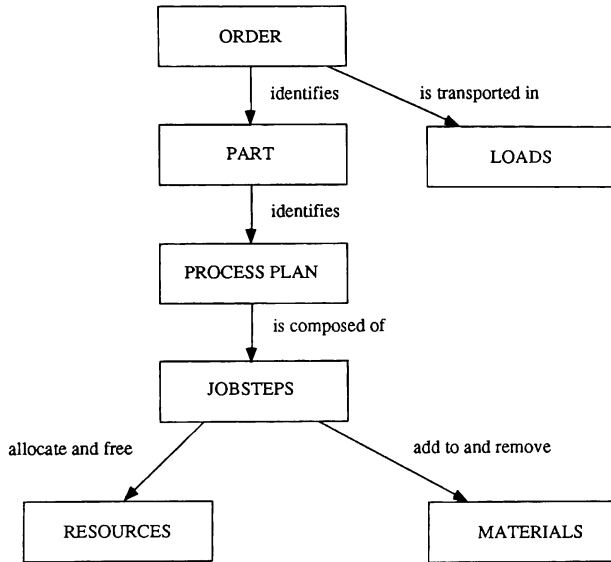 ORDER
identifies
is transported in
PART
LOADS
identifies
PROCESS PLAN
is composed of
JOBSTEPS
allocate and free
add to and remove
RESOURCES
MATERIALS